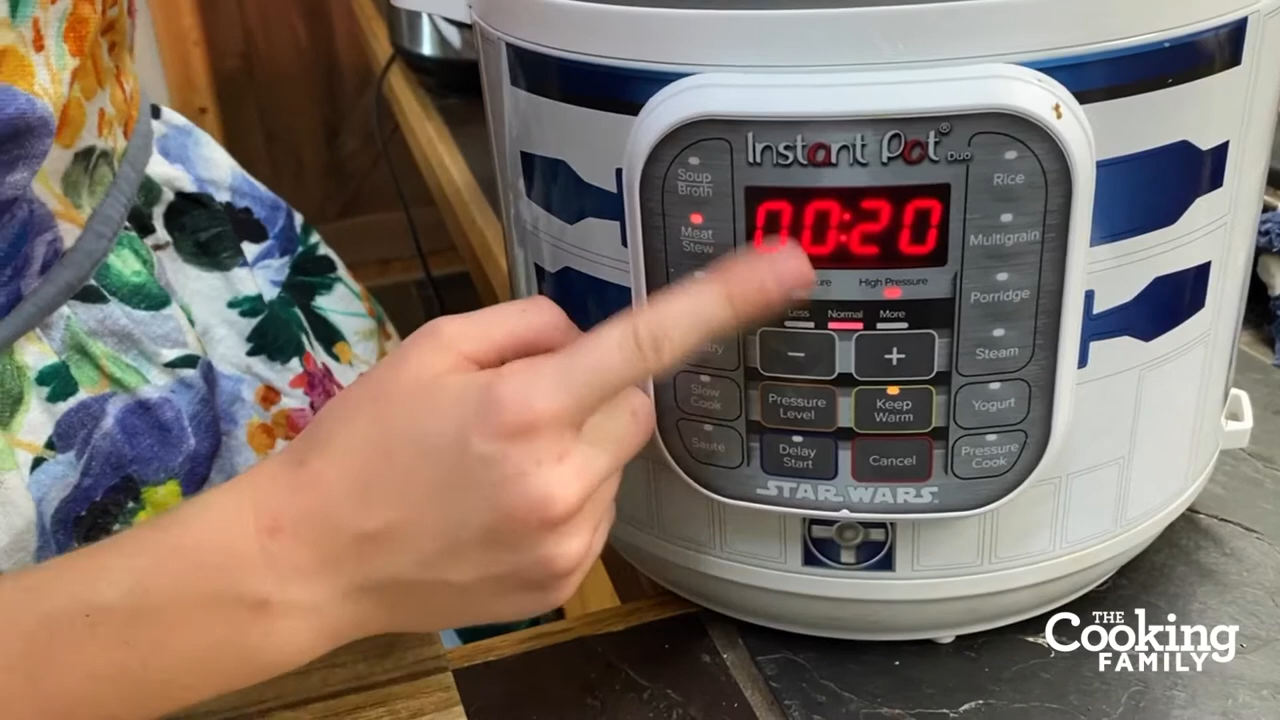 Instant Pot® Duo
Soup
Broth
Meat
Stew
Slow
Cook
Sauté
00:20
High Pressure
Less Normal More
− +
Pressure
Level
Keep
Warm
Delay
Start
Cancel
Rice
Multigrain
Porridge
Steam
Yogurt
Pressure
Cook
STAR WARS
THE
Cooking
FAMILY